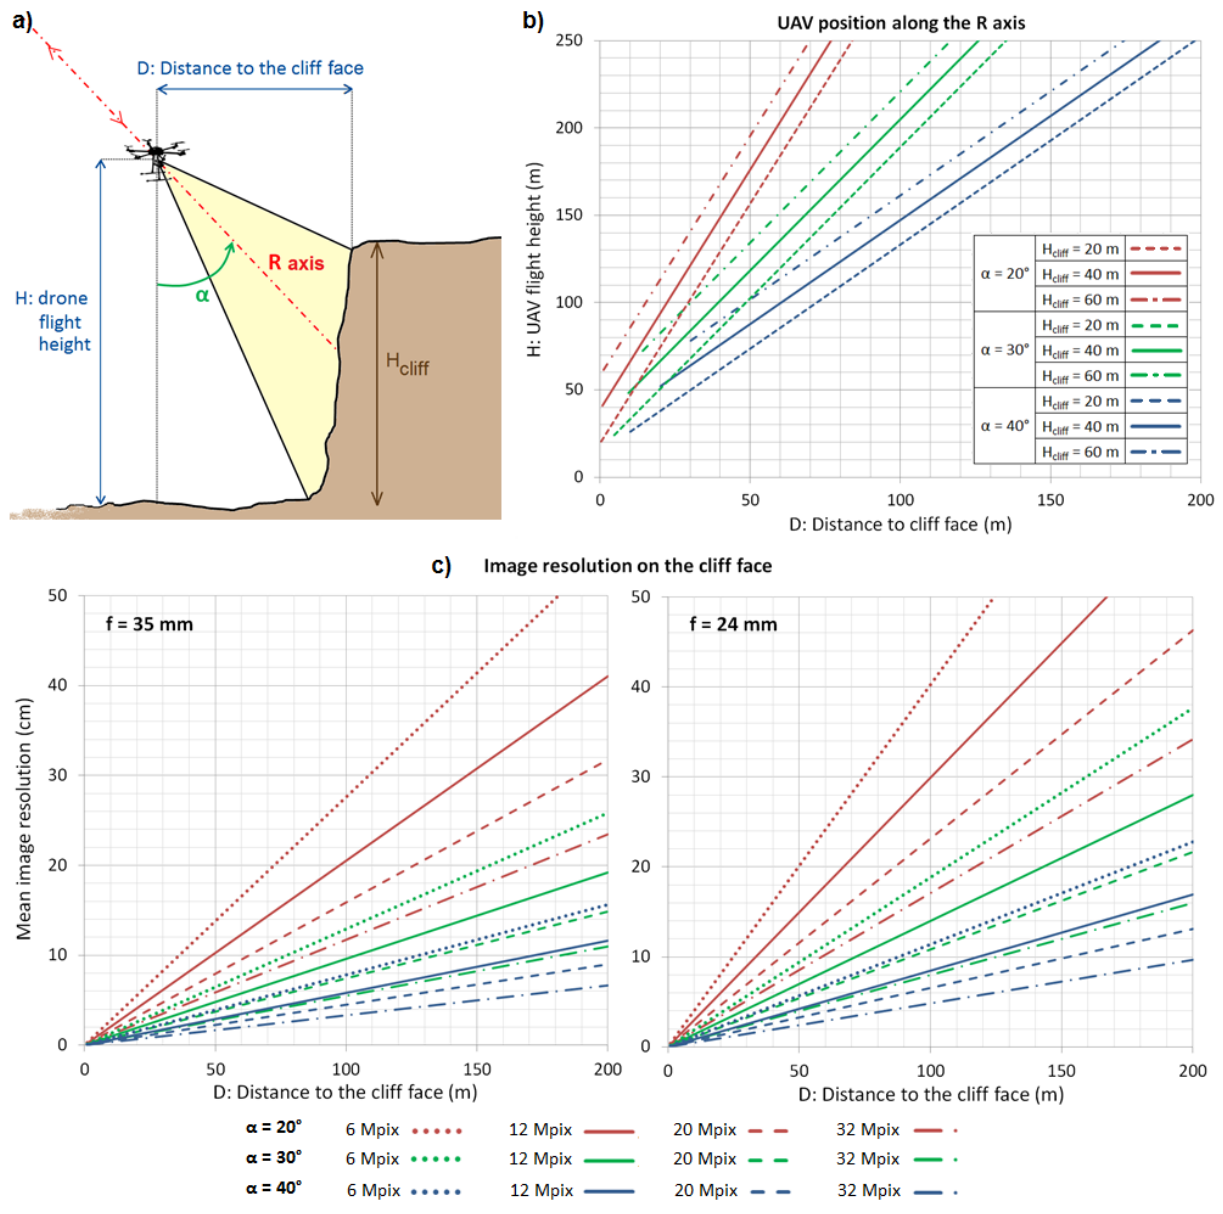 a)
D: Distance to the cliff face
R axis
α
H: drone
flight
height
Hcliff
b)
UAV position along the R axis
H: UAV flight height (m)
250
200
150
100
50
0
0 50 100 150 200
D: Distance to cliff face (m)
α = 20°
Hcliff = 20 m
Hcliff = 40 m
Hcliff = 60 m
α = 30°
Hcliff = 20 m
Hcliff = 40 m
Hcliff = 60 m
α = 40°
Hcliff = 20 m
Hcliff = 40 m
Hcliff = 60 m
c) Image resolution on the cliff face
f = 35 mm
Mean image resolution (cm)
50
40
30
20
10
0
0 50 100 150 200
D: Distance to the cliff face (m)
f = 24 mm
50
40
30
20
10
0
0 50 100 150 200
D: Distance to the cliff face (m)
α = 20° 6 Mpix 12 Mpix 20 Mpix 32 Mpix
α = 30° 6 Mpix 12 Mpix 20 Mpix 32 Mpix
α = 40° 6 Mpix 12 Mpix 20 Mpix 32 Mpix